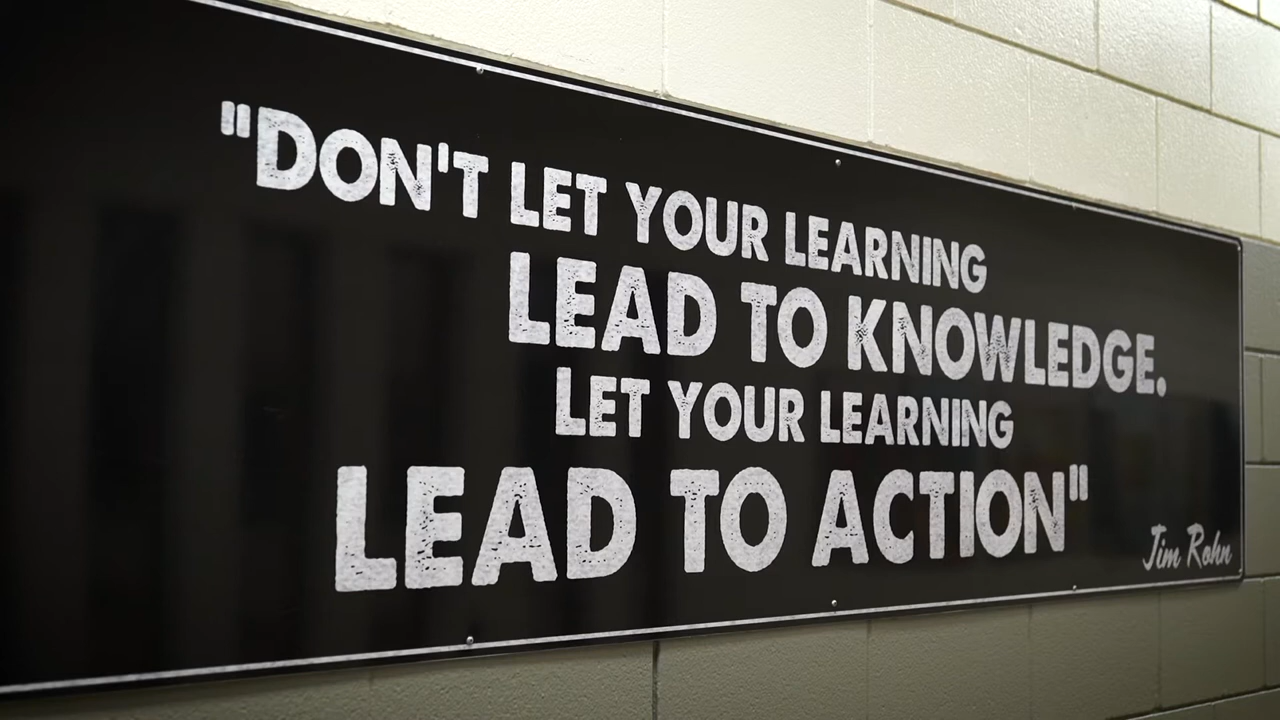 "DON'T LET YOUR LEARNING
LEAD TO KNOWLEDGE.
LET YOUR LEARNING
LEAD TO ACTION"
Jim Rohn